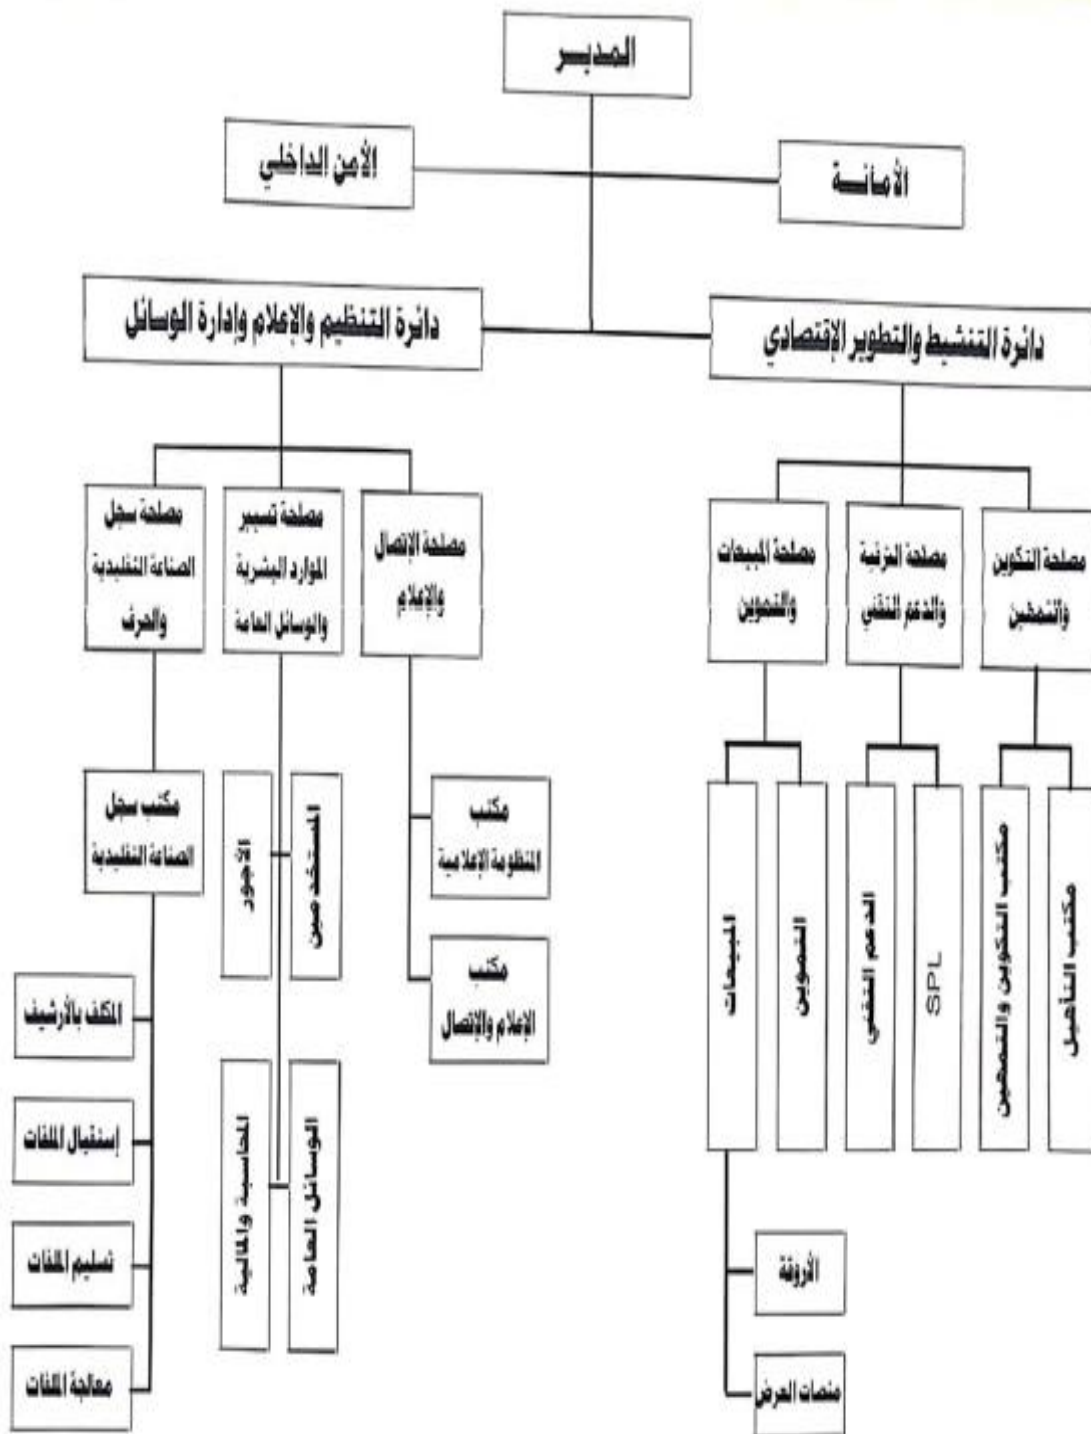 المديـر
الأمانـة
الأمن الداخلي
دائرة التنشيط والتطوير الإقتصادي
دائرة التنظيم والإعلام وإدارة الوسائل
مصلحة التكوين
والتمهين
مصلحة الترقية
والدعم التقني
مصلحة المبيعات
والتموين
مصلحة الإتصال
والإعلام
مصلحة تسيير
الموارد البشرية
والوسائل العامة
مصلحة سجل
الصناعة التقليدية
والحرف
مكتب التأهيل
مكتب التكوين والتمهين
SPL
الدعم التقني
التموين
المبيعات
مكتب
المنظومة الإعلامية
مكتب
الإعلام والإتصال
المستخدمين
الأجور
الوسائل العامة
المحاسبة والمالية
مكتب سجل
الصناعة التقليدية
المكلف بالأرشيف
إستقبال الملفات
تسليم الملفات
معالجة الملفات
منصات العرض